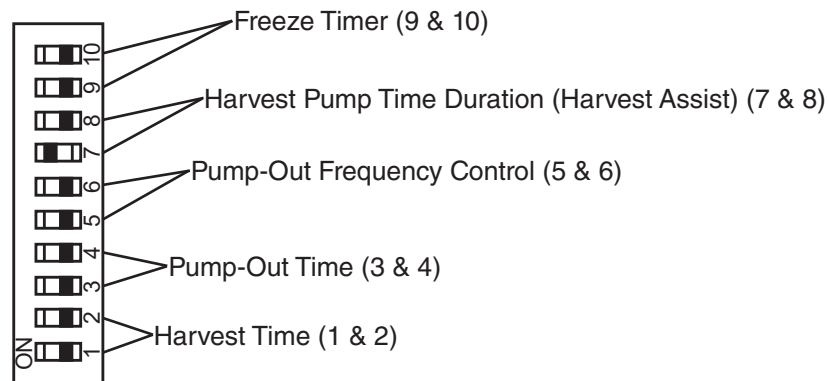 Freeze Timer (9 & 10)
Harvest Pump Time Duration (Harvest Assist) (7 & 8)
Pump-Out Frequency Control (5 & 6)
Pump-Out Time (3 & 4)
Harvest Time (1 & 2)
10
9
8
7
6
5
4
3
2
1
ON